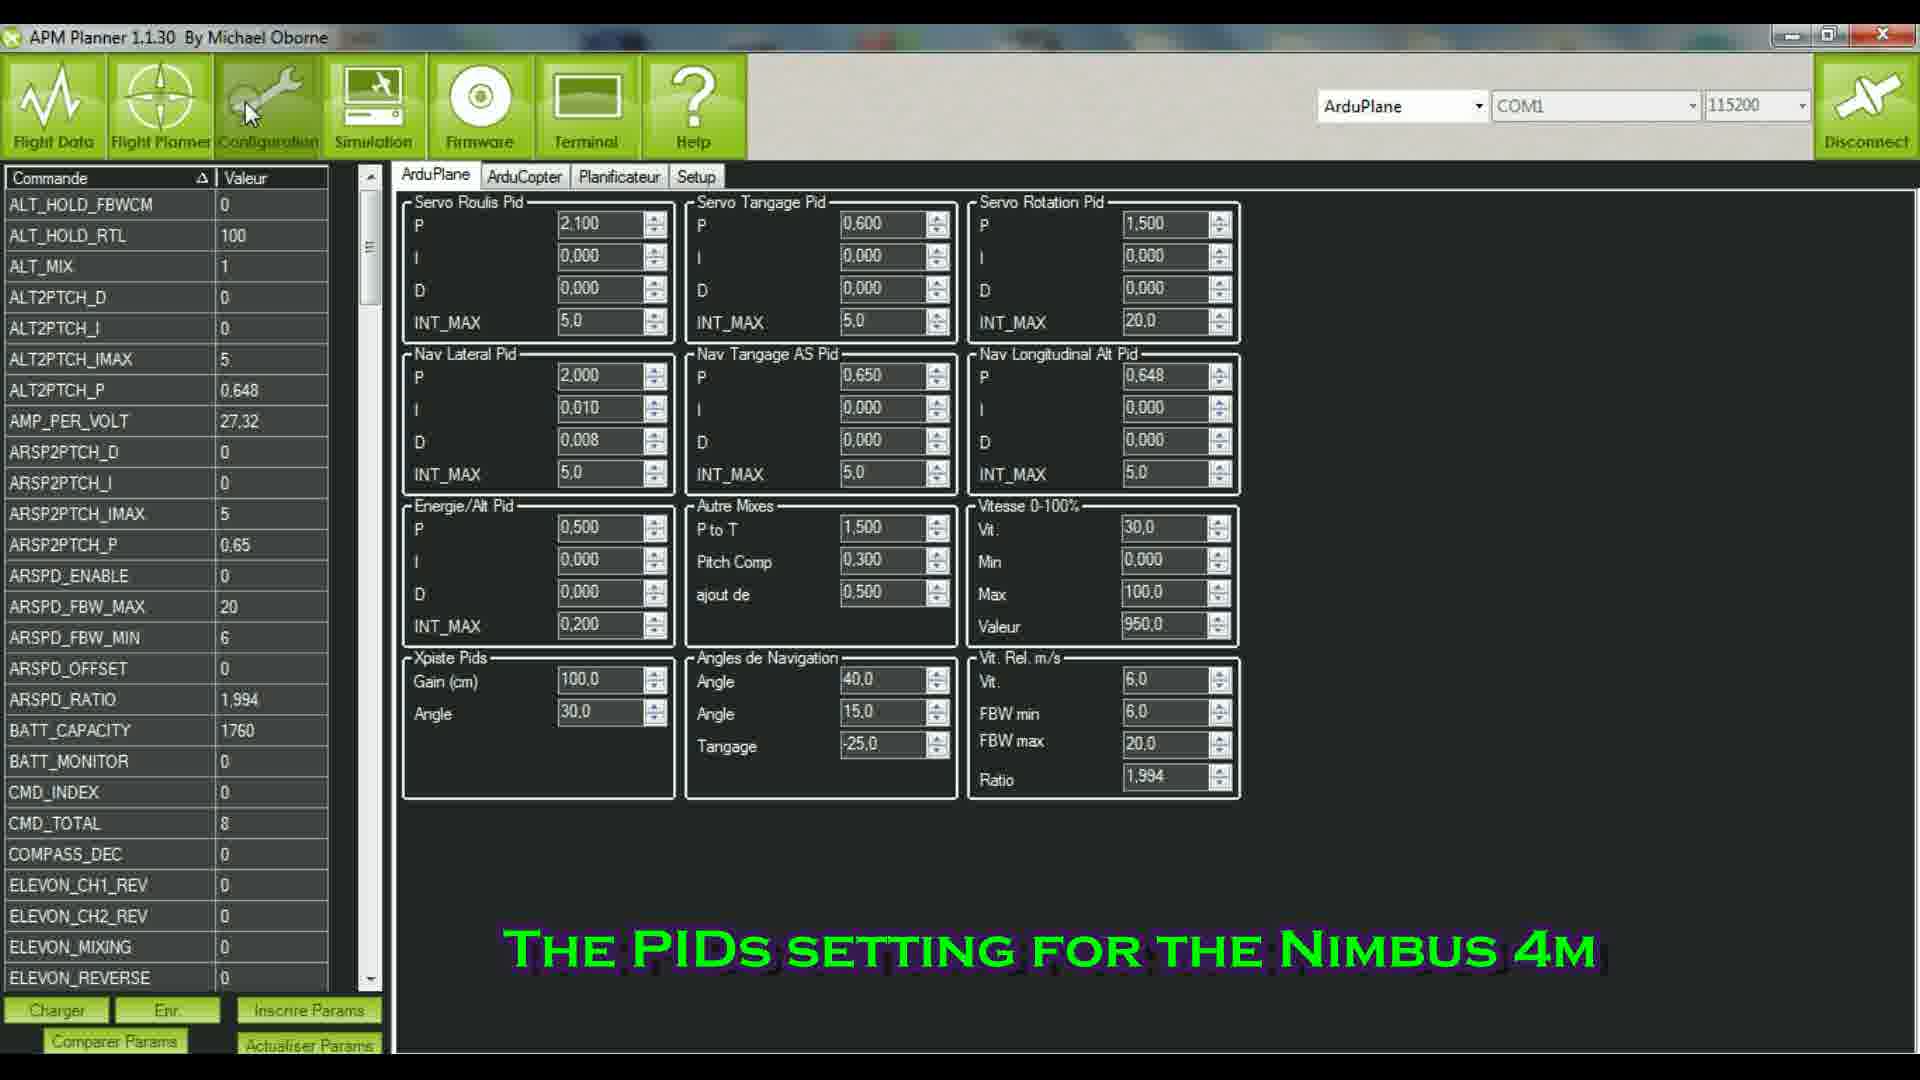 APM Planner 1.1.30 By Michael Oborne
Flight Data
Flight Planner
Configuration
Simulation
Firmware
Terminal
Help
ArduPlane
COM1
115200
Disconnect
Commande Valeur
ALT_HOLD_FBWCM 0
ALT_HOLD_RTL 100
ALT_MIX 1
ALT2PTCH_D 0
ALT2PTCH_I 0
ALT2PTCH_IMAX 5
ALT2PTCH_P 0,648
AMP_PER_VOLT 27,32
ARSP2PTCH_D 0
ARSP2PTCH_I 0
ARSP2PTCH_IMAX 5
ARSP2PTCH_P 0,65
ARSPD_ENABLE 0
ARSPD_FBW_MAX 20
ARSPD_FBW_MIN 6
ARSPD_OFFSET 0
ARSPD_RATIO 1,994
BATT_CAPACITY 1760
BATT_MONITOR 0
CMD_INDEX 0
CMD_TOTAL 8
COMPASS_DEC 0
ELEVON_CH1_REV 0
ELEVON_CH2_REV 0
ELEVON_MIXING 0
ELEVON_REVERSE 0
Charger
Enr.
Inscrire Params
Comparer Params
Actualiser Params
ArduPlane
ArduCopter
Planificateur
Setup
Servo Roulis Pid
P 2,100
I 0,000
D 0,000
INT_MAX 5,0
Servo Tangage Pid
P 0,600
I 0,000
D 0,000
INT_MAX 5,0
Servo Rotation Pid
P 1,500
I 0,000
D 0,000
INT_MAX 20,0
Nav Lateral Pid
P 2,000
I 0,010
D 0,008
INT_MAX 5,0
Nav Tangage AS Pid
P 0,650
I 0,000
D 0,000
INT_MAX 5,0
Nav Longitudinal Alt Pid
P 0,648
I 0,000
D 0,000
INT_MAX 5,0
Energie/Alt Pid
P 0,500
I 0,000
D 0,000
INT_MAX 0,200
Autre Mixes
P to T 1,500
Pitch Comp 0,300
ajout de 0,500
Vitesse 0-100%
Vit. 30,0
Min 0,000
Max 100,0
Valeur 950,0
Xpiste Pids
Gain (cm) 100,0
Angle 30,0
Angles de Navigation
Angle 40,0
Angle 15,0
Tangage -25,0
Vit. Rel. m/s
Vit. 6,0
FBW min 6,0
FBW max 20,0
Ratio 1,994
The PIDs setting for the Nimbus 4m